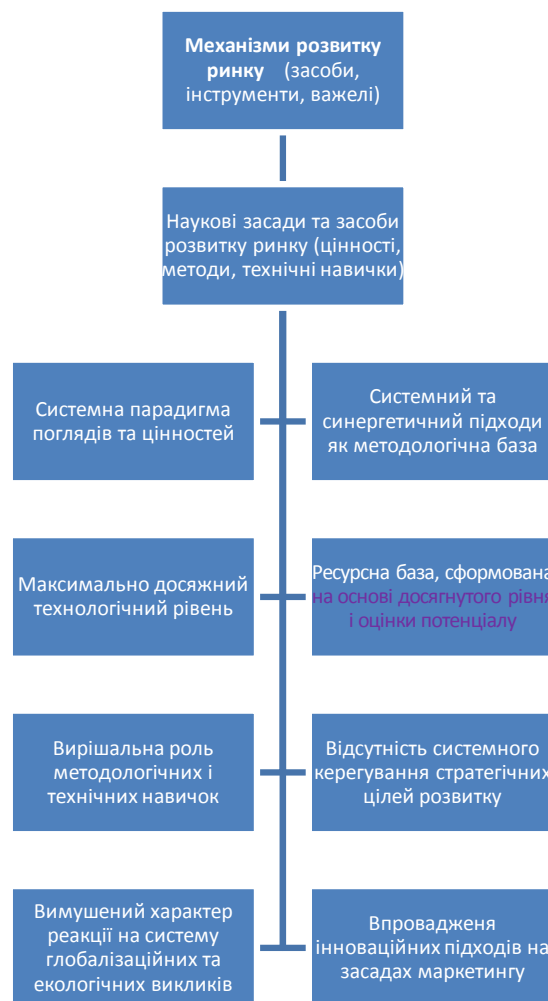 Механізми розвитку
ринку (засоби,
інструменти, важелі)
Наукові засади та засоби
розвитку ринку (цінності,
методи, технічні навички)
Системна парадигма
поглядів та цінностей
Системний та
синергетичний підходи
як методологічна база
Максимально досяжний
технологічний рівень
Ресурсна база, сформована
на основі досягнутого рівня
і оцінки потенціалу
Вирішальна роль
методологічних і
технічних навичок
Відсутність системного
керегування стратегічних
цілей розвитку
Вимушений характер
реакції на систему
глобалізаційних та
екологічних викликів
Впровадженя
інноваційних підходів на
засадах маркетингу